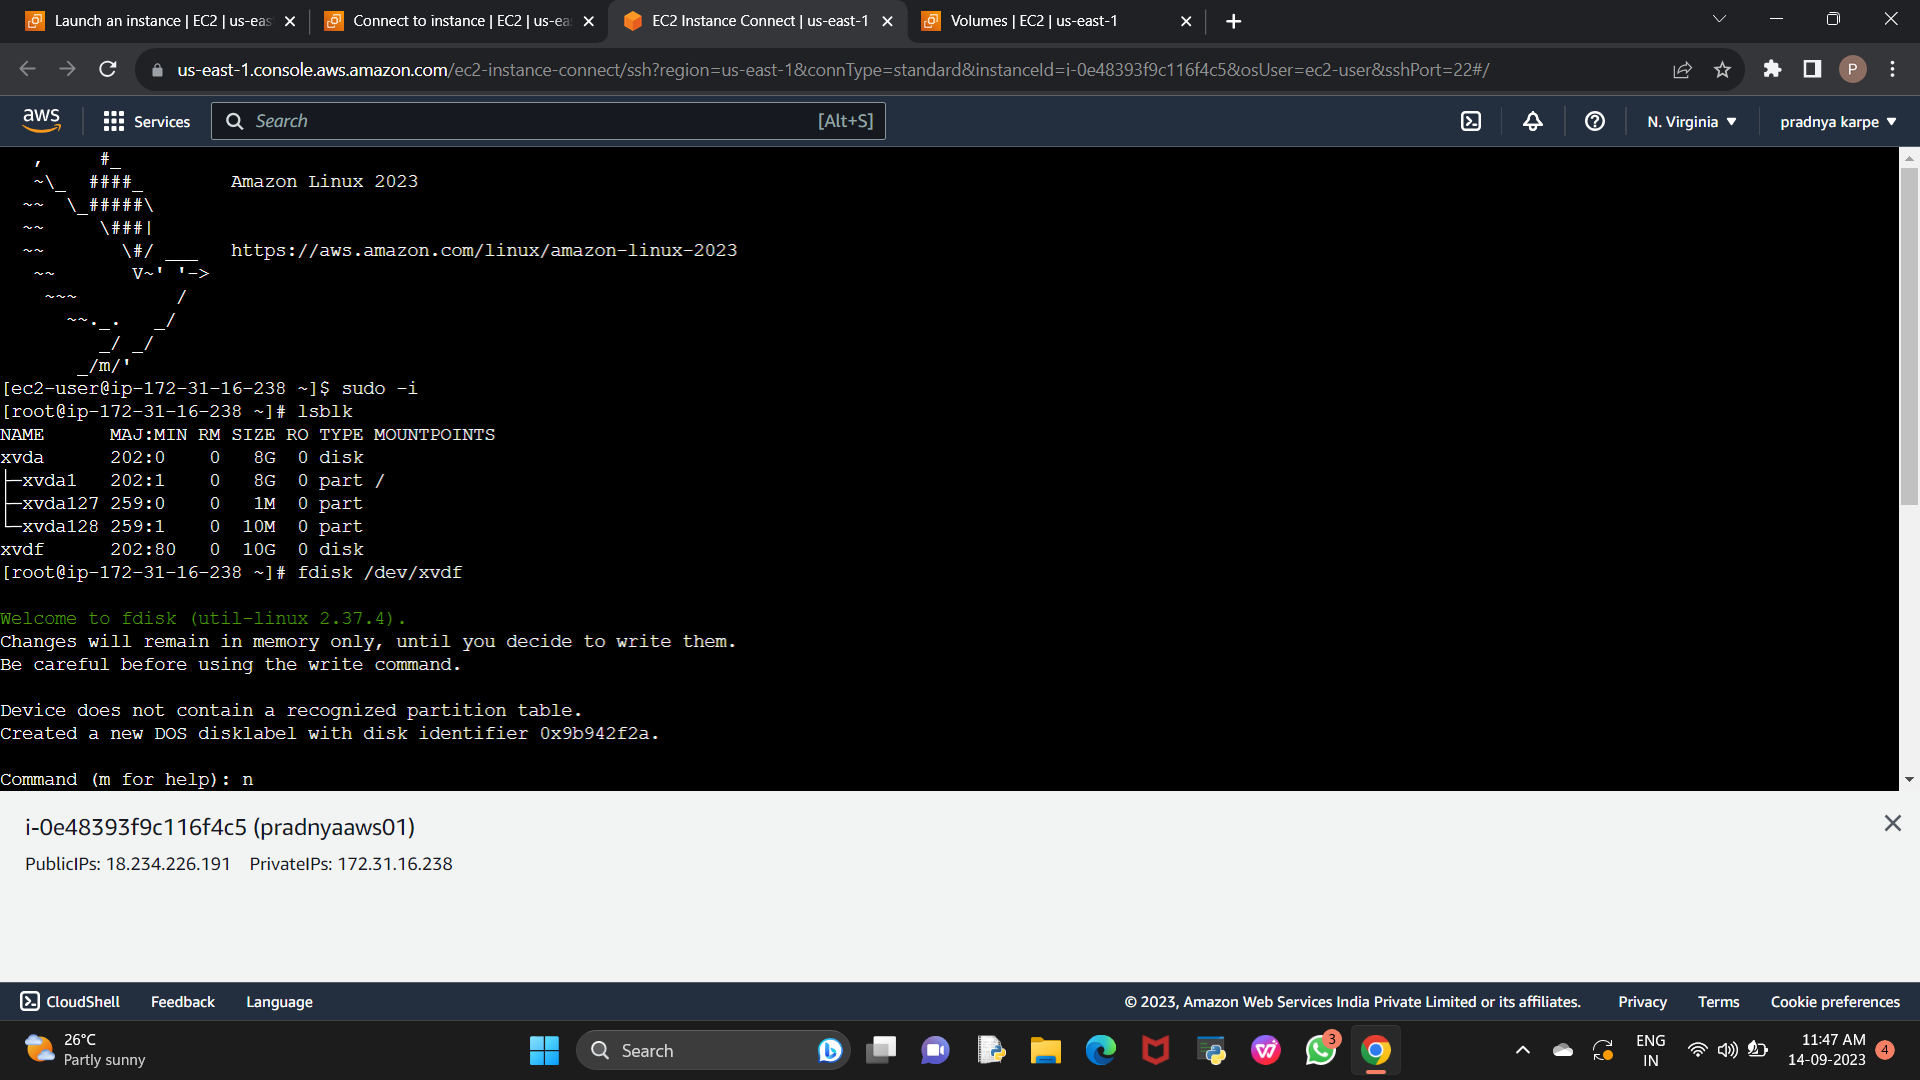 Launch an instance | EC2 | us-eas
Connect to instance | EC2 | us-ea
EC2 Instance Connect | us-east-1
Volumes | EC2 | us-east-1
us-east-1.console.aws.amazon.com/ec2-instance-connect/ssh?region=us-east-1&connType=standard&instanceId=i-0e48393f9c116f4c5&osUser=ec2-user&sshPort=22#/
P
aws
Services
Search
[Alt+S]
N. Virginia
pradnya karpe
   ,     #_
   ~\_  ####_        Amazon Linux 2023
  ~~  \_#####\
  ~~     \###|
  ~~       \#/ ___   https://aws.amazon.com/linux/amazon-linux-2023
   ~~       V~' '->
    ~~~         /
      ~~._.   _/
         _/ _/
       _/m/'
[ec2-user@ip-172-31-16-238 ~]$ sudo -i
[root@ip-172-31-16-238 ~]# lsblk
NAME      MAJ:MIN RM SIZE RO TYPE MOUNTPOINTS
xvda      202:0    0   8G  0 disk
├─xvda1   202:1    0   8G  0 part /
├─xvda127 259:0    0   1M  0 part
└─xvda128 259:1    0  10M  0 part
xvdf      202:80   0  10G  0 disk
[root@ip-172-31-16-238 ~]# fdisk /dev/xvdf
Welcome to fdisk (util-linux 2.37.4).
Changes will remain in memory only, until you decide to write them.
Be careful before using the write command.
Device does not contain a recognized partition table.
Created a new DOS disklabel with disk identifier 0x9b942f2a.
Command (m for help): n
i-0e48393f9c116f4c5 (pradnyaaws01)
PublicIPs: 18.234.226.191 PrivateIPs: 172.31.16.238
CloudShell
Feedback
Language
© 2023, Amazon Web Services India Private Limited or its affiliates.
Privacy
Terms
Cookie preferences
26°C
Partly sunny
Search
3
ENG
IN
11:47 AM
14-09-2023
4